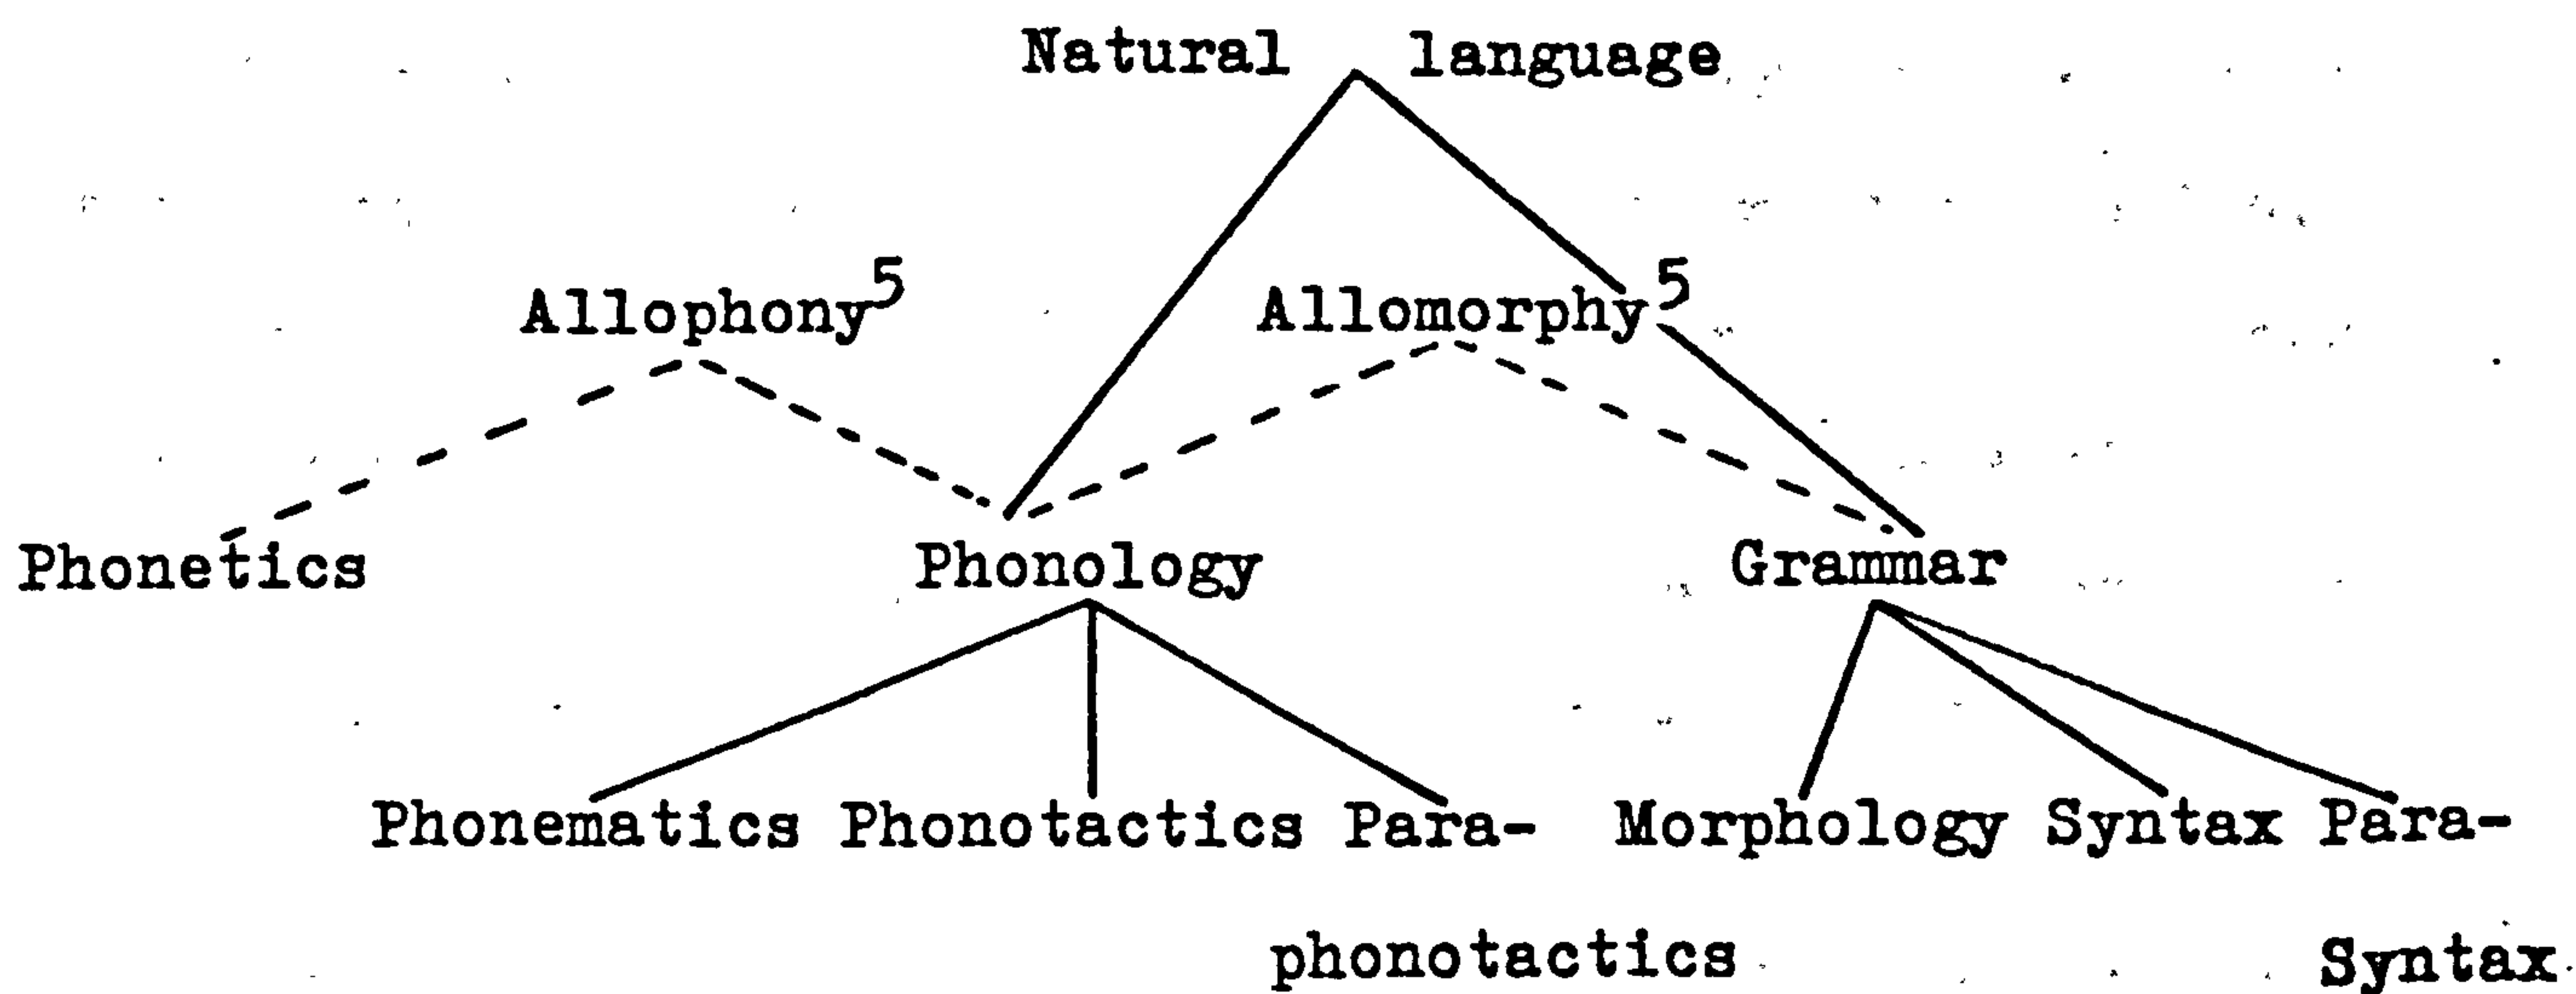 Natural language
Allophony⁵ Allomorphy⁵
Phonetics Phonology Grammar
Phonematics Phonotactics Para- Morphology Syntax Para-
phonotactics Syntax